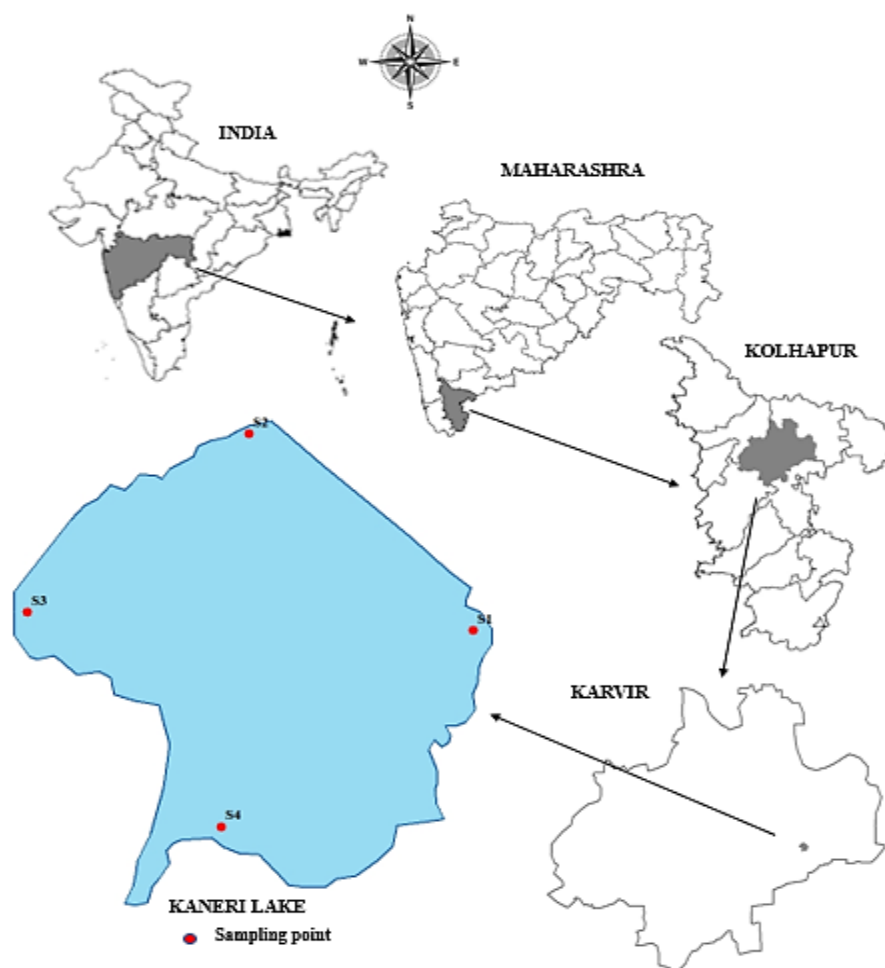 N
W E
S
INDIA
MAHARASHRA
KOLHAPUR
S2
S3
S1
KARVIR
S4
KANERI LAKE
Sampling point